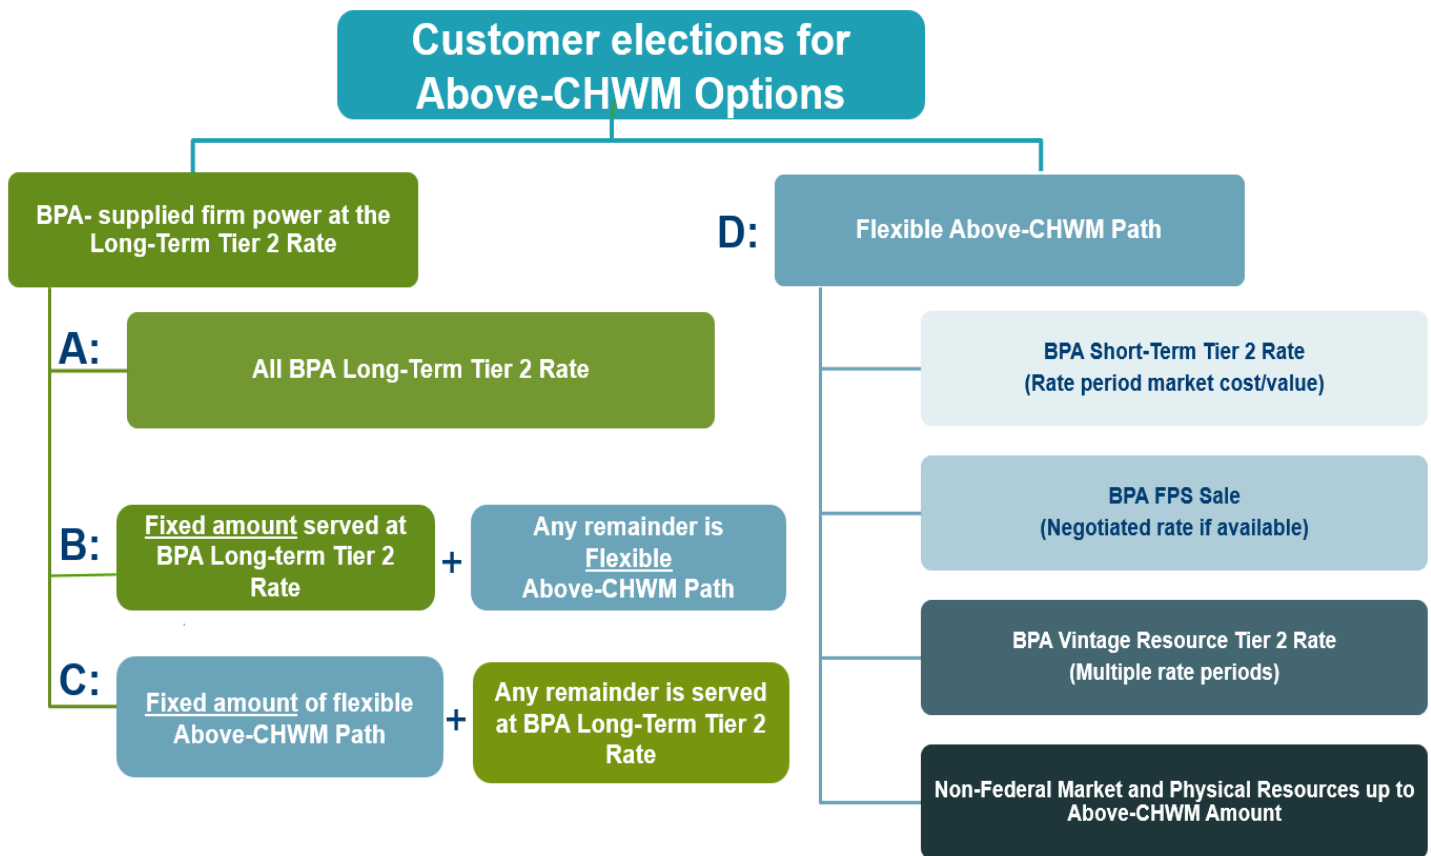 Customer elections for
Above-CHWM Options
BPA- supplied firm power at the
Long-Term Tier 2 Rate
A:
All BPA Long-Term Tier 2 Rate
B:
Fixed amount served at
BPA Long-term Tier 2
Rate
+
Any remainder is
Flexible
Above-CHWM Path
C:
Fixed amount of flexible
Above-CHWM Path
+
Any remainder is served
at BPA Long-Term Tier 2
Rate
D:
Flexible Above-CHWM Path
BPA Short-Term Tier 2 Rate
(Rate period market cost/value)
BPA FPS Sale
(Negotiated rate if available)
BPA Vintage Resource Tier 2 Rate
(Multiple rate periods)
Non-Federal Market and Physical Resources up to
Above-CHWM Amount